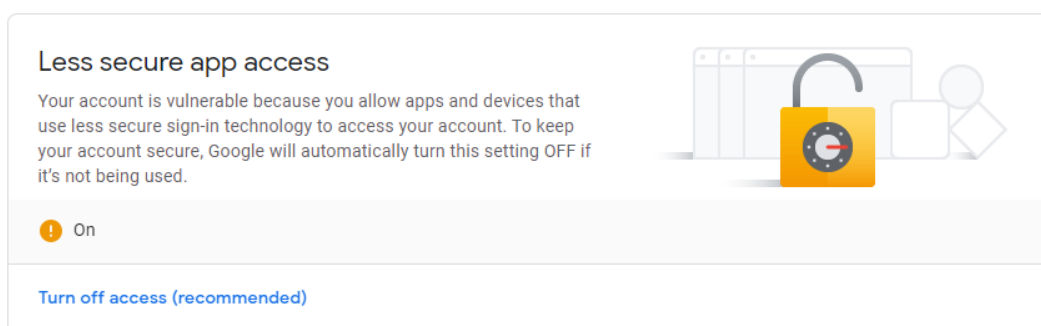 Less secure app access
Your account is vulnerable because you allow apps and devices that
use less secure sign-in technology to access your account. To keep
your account secure, Google will automatically turn this setting OFF if
it's not being used.
On
Turn off access (recommended)